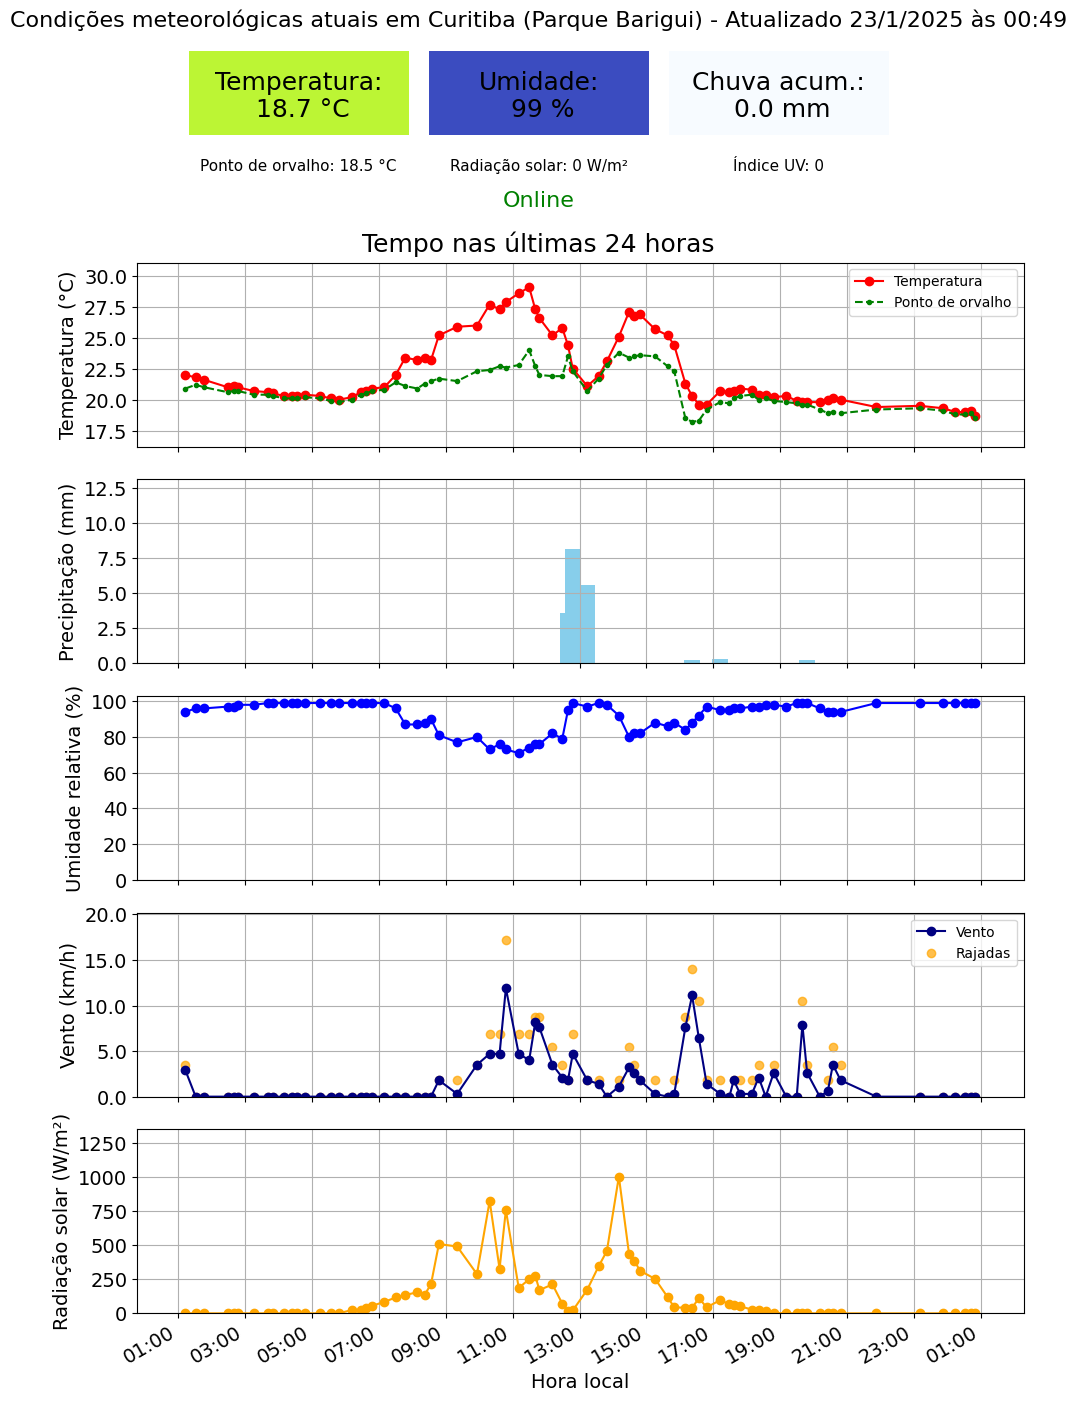 Condições meteorológicas atuais em Curitiba (Parque Barigui) - Atualizado 23/1/2025 às 00:49
Temperatura:
18.7 °C
Umidade:
99 %
Chuva acum.:
0.0 mm
Ponto de orvalho: 18.5 °C
Radiação solar: 0 W/m²
Índice UV: 0
Online
Tempo nas últimas 24 horas
Temperatura (°C)
30.0
27.5
25.0
22.5
20.0
17.5
Temperatura
Ponto de orvalho
Precipitação (mm)
12.5
10.0
7.5
5.0
2.5
0.0
Umidade relativa (%)
100
80
60
40
20
0
Vento (km/h)
20.0
15.0
10.0
5.0
0.0
Vento
Rajadas
Radiação solar (W/m²)
1250
1000
750
500
250
0
01:00
03:00
05:00
07:00
09:00
11:00
13:00
15:00
17:00
19:00
21:00
23:00
01:00
Hora local